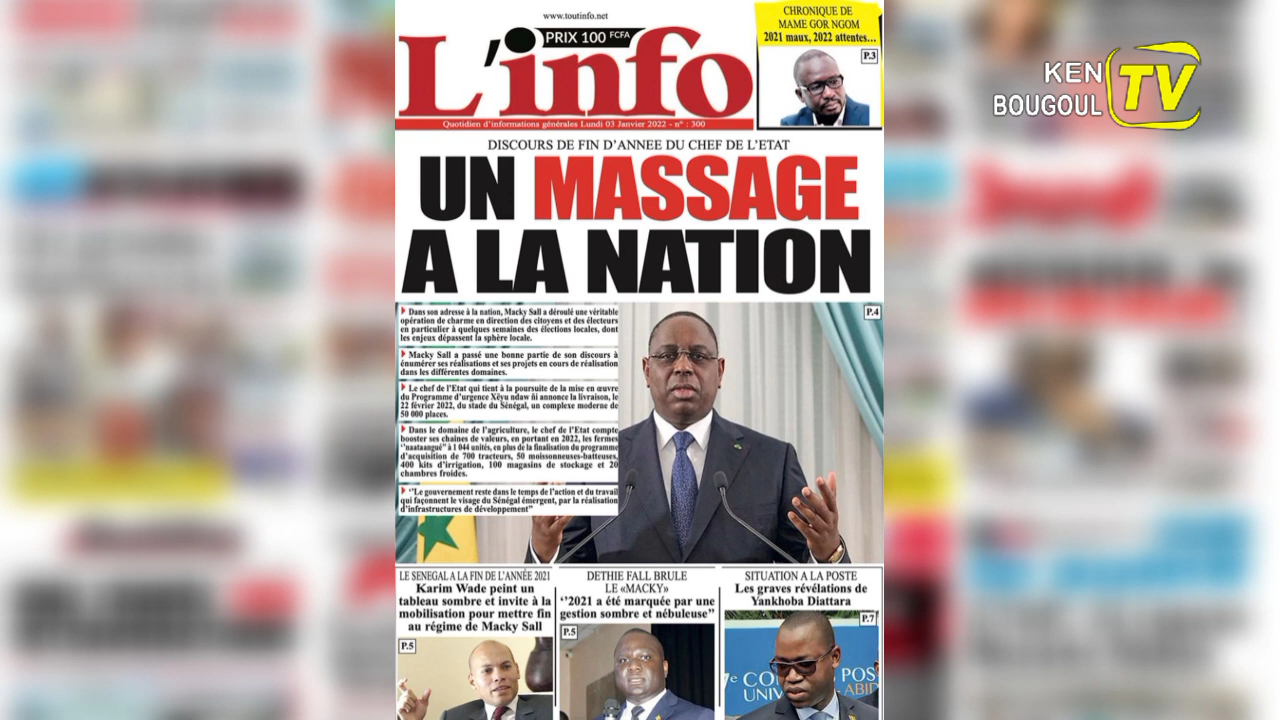 www.toutinfo.net
PRIX 100 FCFA
L'info
Quotidien d'informations générales Lundi 03 Janvier 2022 - n° : 300
CHRONIQUE DE
MAME GOR NGOM
2021 maux, 2022 attentes...
P.3
KEN
BOUGOUL
TV
DISCOURS DE FIN D'ANNEE DU CHEF DE L'ETAT
UN MASSAGE
A LA NATION
P.4
Dans son adresse à la nation, Macky Sall a déroulé une véritable
opération de charme en direction des citoyens et des électeurs
en particulier à quelques semaines des élections locales, dont
les enjeux dépassent la sphère locale.
Macky Sall a passé une bonne partie de son discours à
énumérer ses réalisations et ses projets en cours de réalisation
dans les différentes domaines.
Le chef de l'Etat qui tient à la poursuite de la mise en œuvre
du Programme d'urgence Xëyu ndaw ñi annonce la livraison, le
22 février 2022, du stade du Sénégal, un complexe moderne de
50 000 places.
Dans le domaine de l'agriculture, le chef de l'Etat compte
booster ses chaines de valeurs, en portant en 2022, les fermes
''naataangué'' à 1 044 unités, en plus de la finalisation du programme
d'acquisition de 700 tracteurs, 50 moissonneuses-batteuses,
400 kits d'irrigation, 100 magasins de stockage et 20
chambres froides.
''Le gouvernement reste dans le temps de l'action et du travail
qui façonnent le visage du Sénégal émergent, par la réalisation
d'infrastructures de développement''
LE SENEGAL A LA FIN DE L'ANNÉE 2021
Karim Wade peint un
tableau sombre et invite à la
mobilisation pour mettre fin
au régime de Macky Sall
P.5
DETHIE FALL BRULE
LE «MACKY»
''2021 a été marquée par une
gestion sombre et nébuleuse''
P.5
SITUATION A LA POSTE
Les graves révélations de
Yankhoba Diattara
P.7